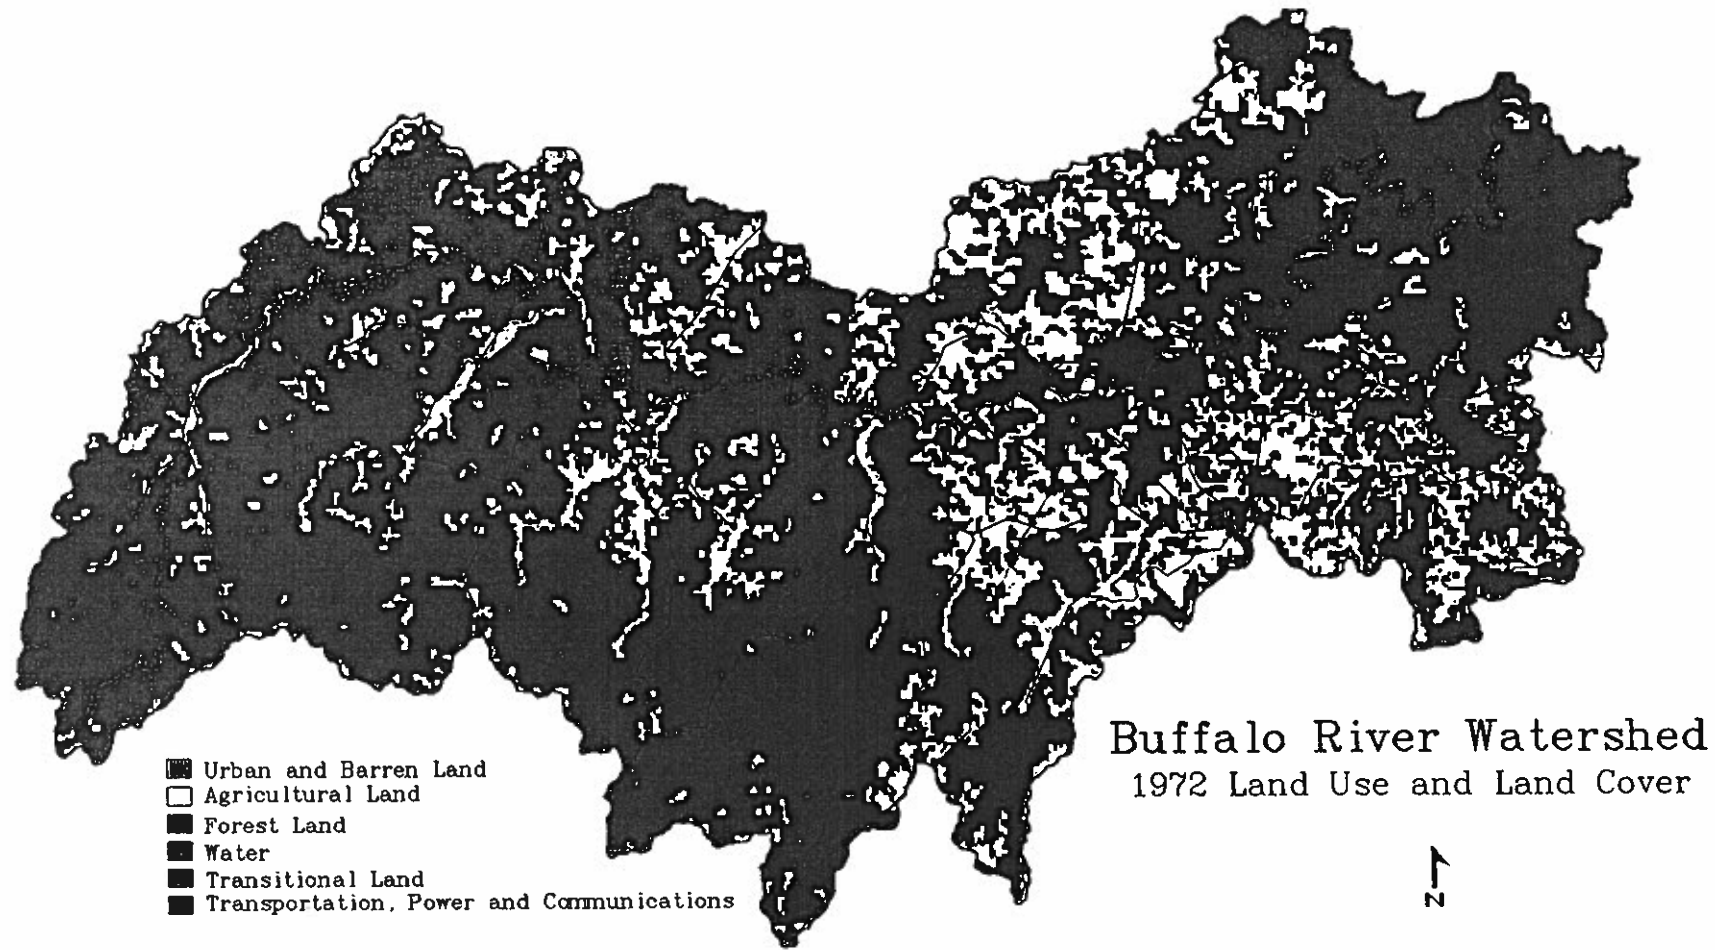 Buffalo River Watershed
1972 Land Use and Land Cover
Urban and Barren Land
Agricultural Land
Forest Land
Water
Transitional Land
Transportation, Power and Communications
N